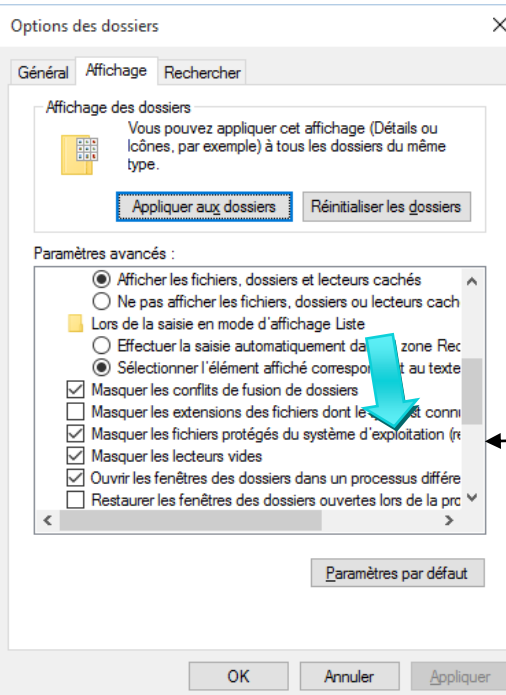 Options des dossiers
Général Affichage Rechercher
Affichage des dossiers
Vous pouvez appliquer cet affichage (Détails ou
Icônes, par exemple) à tous les dossiers du même
type.
Appliquer aux dossiers Réinitialiser les dossiers
Paramètres avancés :
Afficher les fichiers, dossiers et lecteurs cachés
Ne pas afficher les fichiers, dossiers ou lecteurs cach
Lors de la saisie en mode d'affichage Liste
Effectuer la saisie automatiquement zone Rec
Sélectionner l'élément affiché au texte
Masquer les conflits de fusion de dossiers
Masquer les extensions des fichiers dont connu
Masquer les fichiers protégés du système d'exploitation (re
Masquer les lecteurs vides
Ouvrir les fenêtres des dossiers dans un processus différe
Restaurer les fenêtres des dossiers ouvertes lors de la pro
Paramètres par défaut
OK Annuler Appliquer